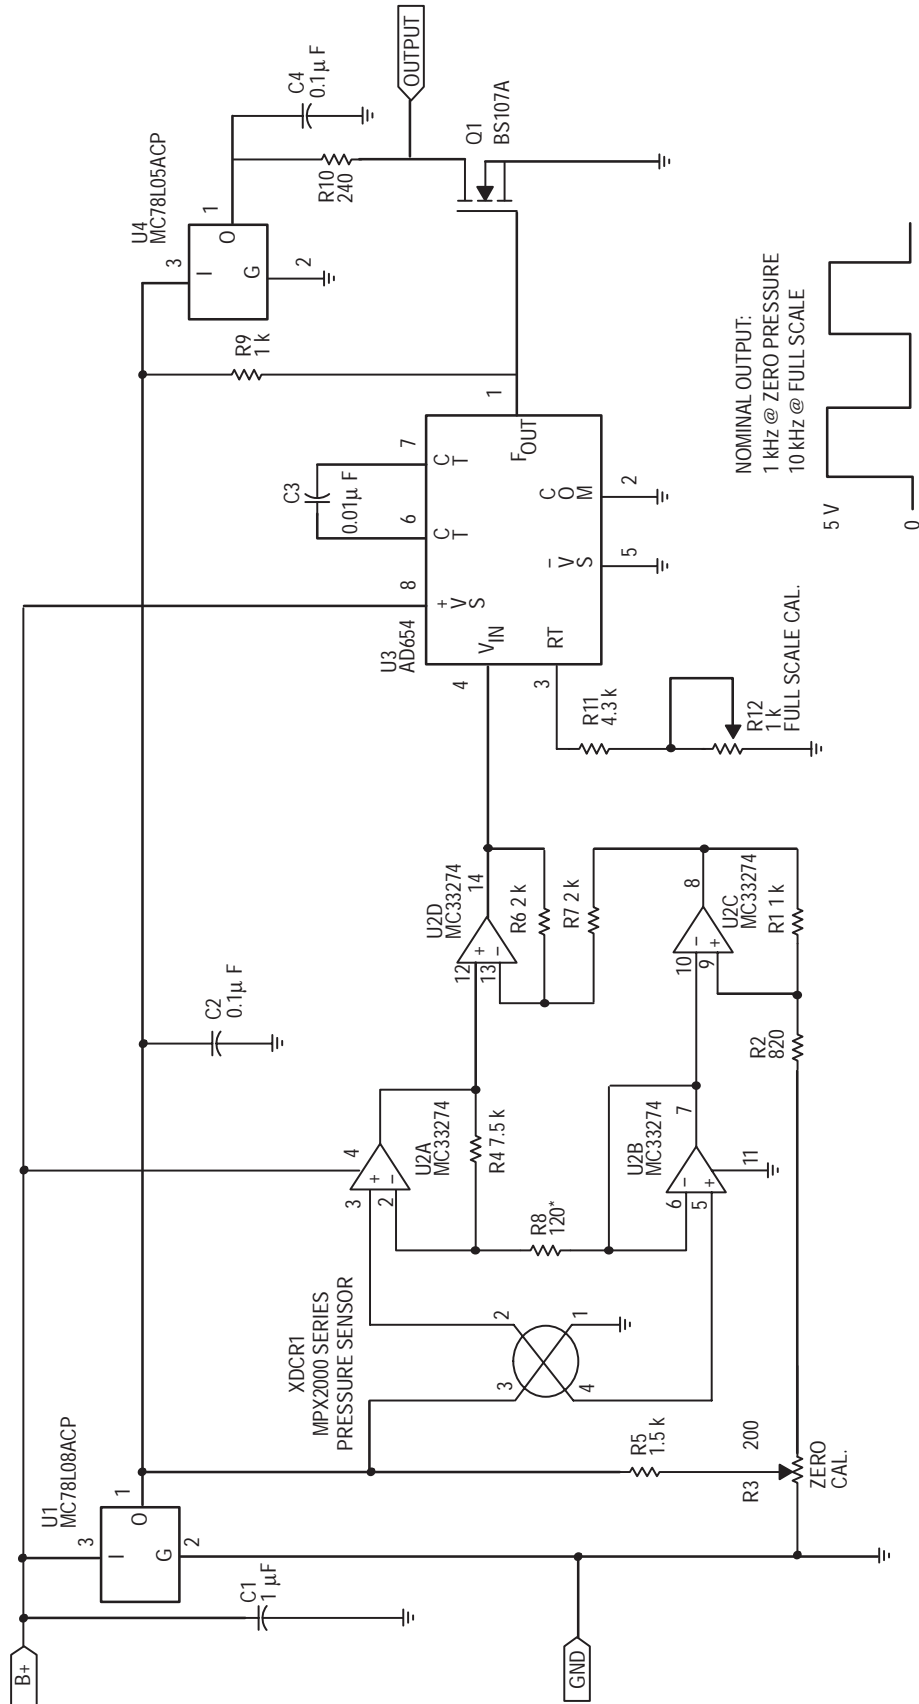 B+
C1
1 µF
GND
U1
MC78L08ACP
3
I
O
1
G
2
R5
1.5 k
R3 200
ZERO
CAL.
XDCR1
MPX2000 SERIES
PRESSURE SENSOR
3
2
4
1
3
2
+
−
4
U2A
MC33274
R4 7.5 k
R8
120*
6
5
−
+
7
U2B
MC33274
11
C2
0.1µ F
12
13
+
−
14
U2D
MC33274
R6 2 k
R7 2 k
10
9
−
+
8
U2C
MC33274
R1 1 k
R2
820
U3
AD654
8
+
V
S
6
C
T
7
C
T
4
VIN
3
RT
−
V
S
5
C
O
M
2
FOUT
1
C3
0.01µ F
R11
4.3 k
R12
1 k
FULL SCALE CAL.
R9
1 k
U4
MC78L05ACP
3
I
O
1
G
2
C4
0.1µ F
R10
240
OUTPUT
Q1
BS107A
NOMINAL OUTPUT:
1 kHz @ ZERO PRESSURE
10 kHz @ FULL SCALE
5 V
0